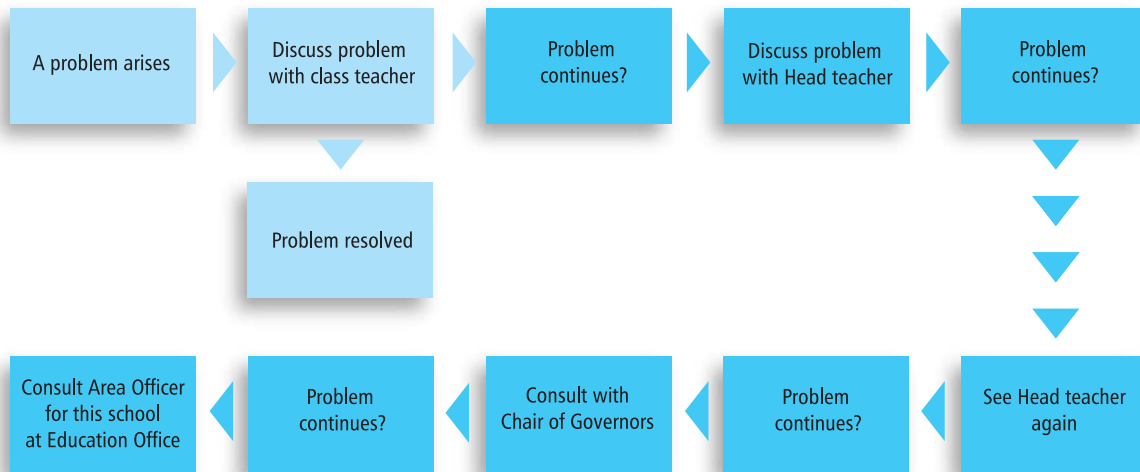 A problem arises
Discuss problem
with class teacher
Problem
continues?
Discuss problem
with Head teacher
Problem
continues?
Problem resolved
See Head teacher
again
Problem
continues?
Consult with
Chair of Governors
Problem
continues?
Consult Area Officer
for this school
at Education Office